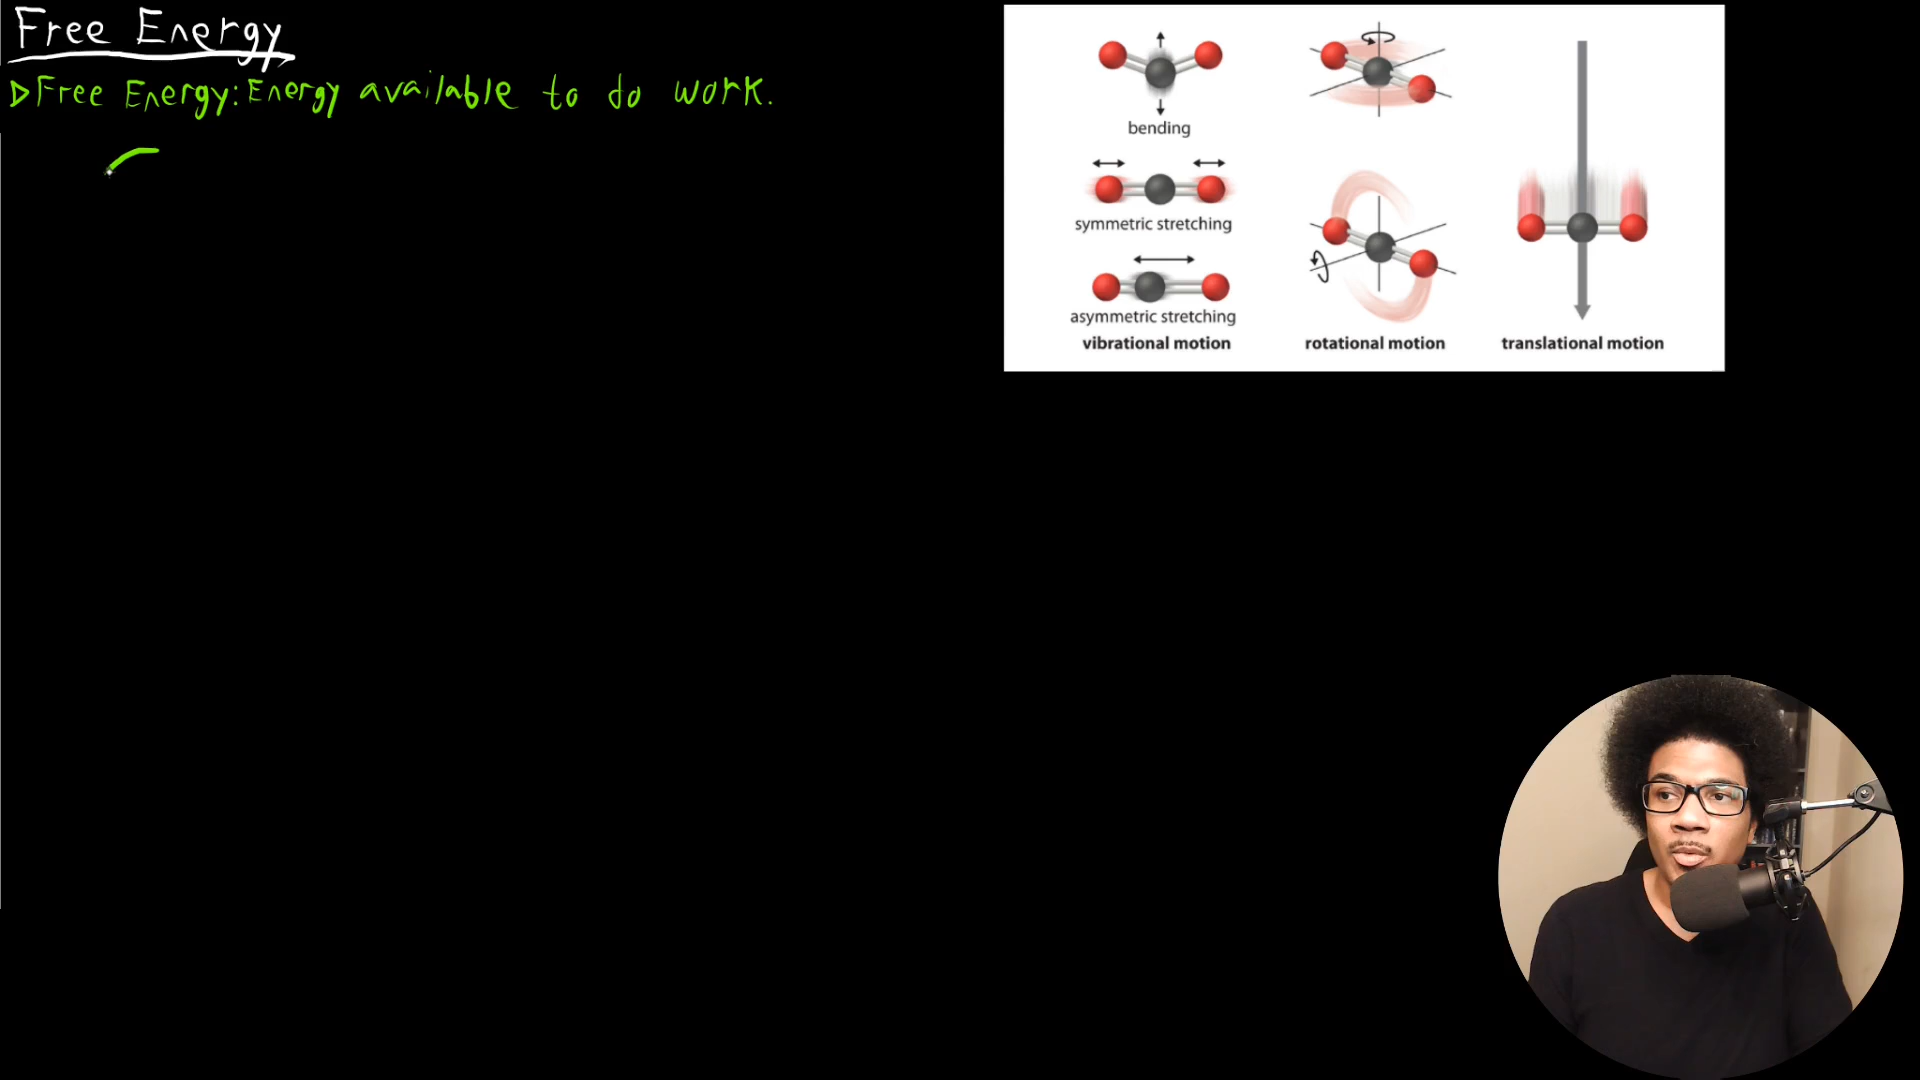 Free Energy
Free Energy: Energy available to do work.
bending
symmetric stretching
asymmetric stretching
vibrational motion
rotational motion
translational motion